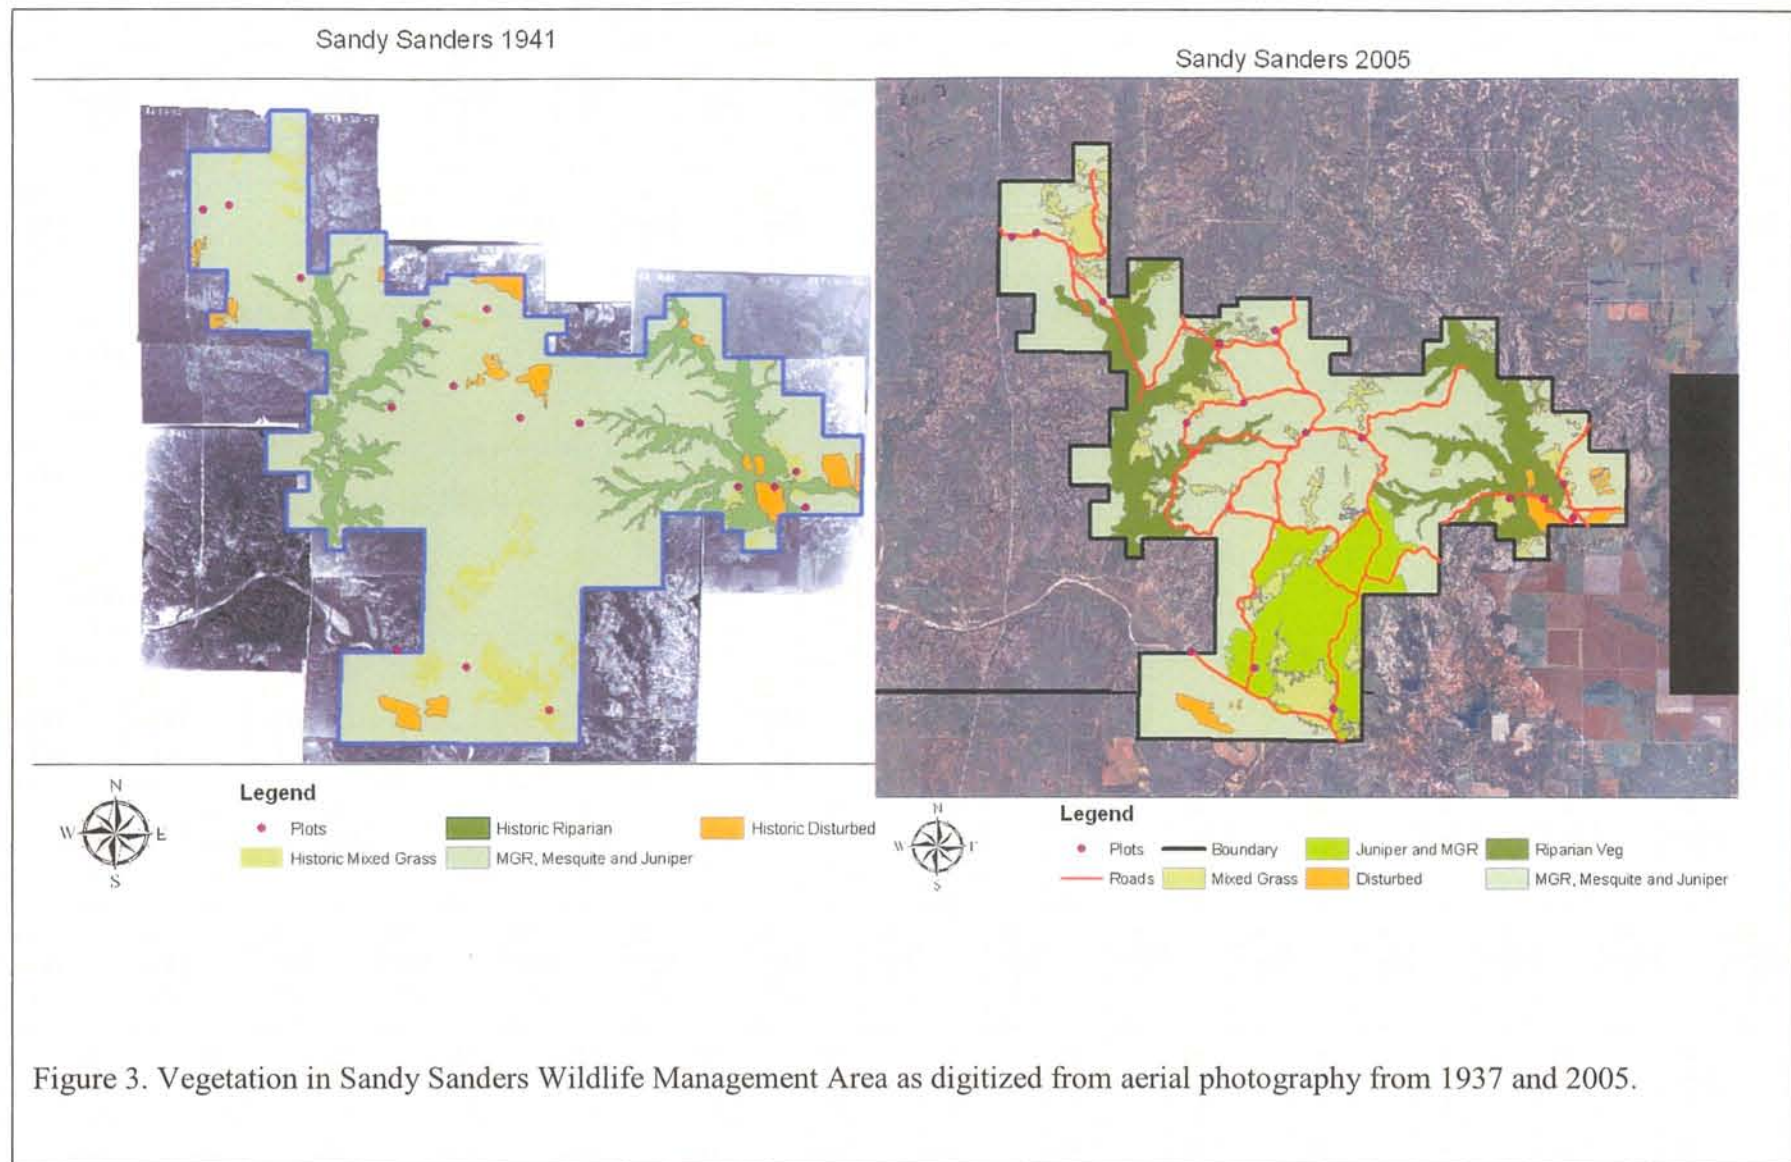 Sandy Sanders 1941
Sandy Sanders 2005
N
W E
S
Legend
Plots
Historic Riparian
Historic Disturbed
Historic Mixed Grass
MGR, Mesquite and Juniper
N
W
S
Legend
Plots
Boundary
Juniper and MGR
Riparian Veg
Roads
Mixed Grass
Disturbed
MGR, Mesquite and Juniper
Figure 3. Vegetation in Sandy Sanders Wildlife Management Area as digitized from aerial photography from 1937 and 2005.